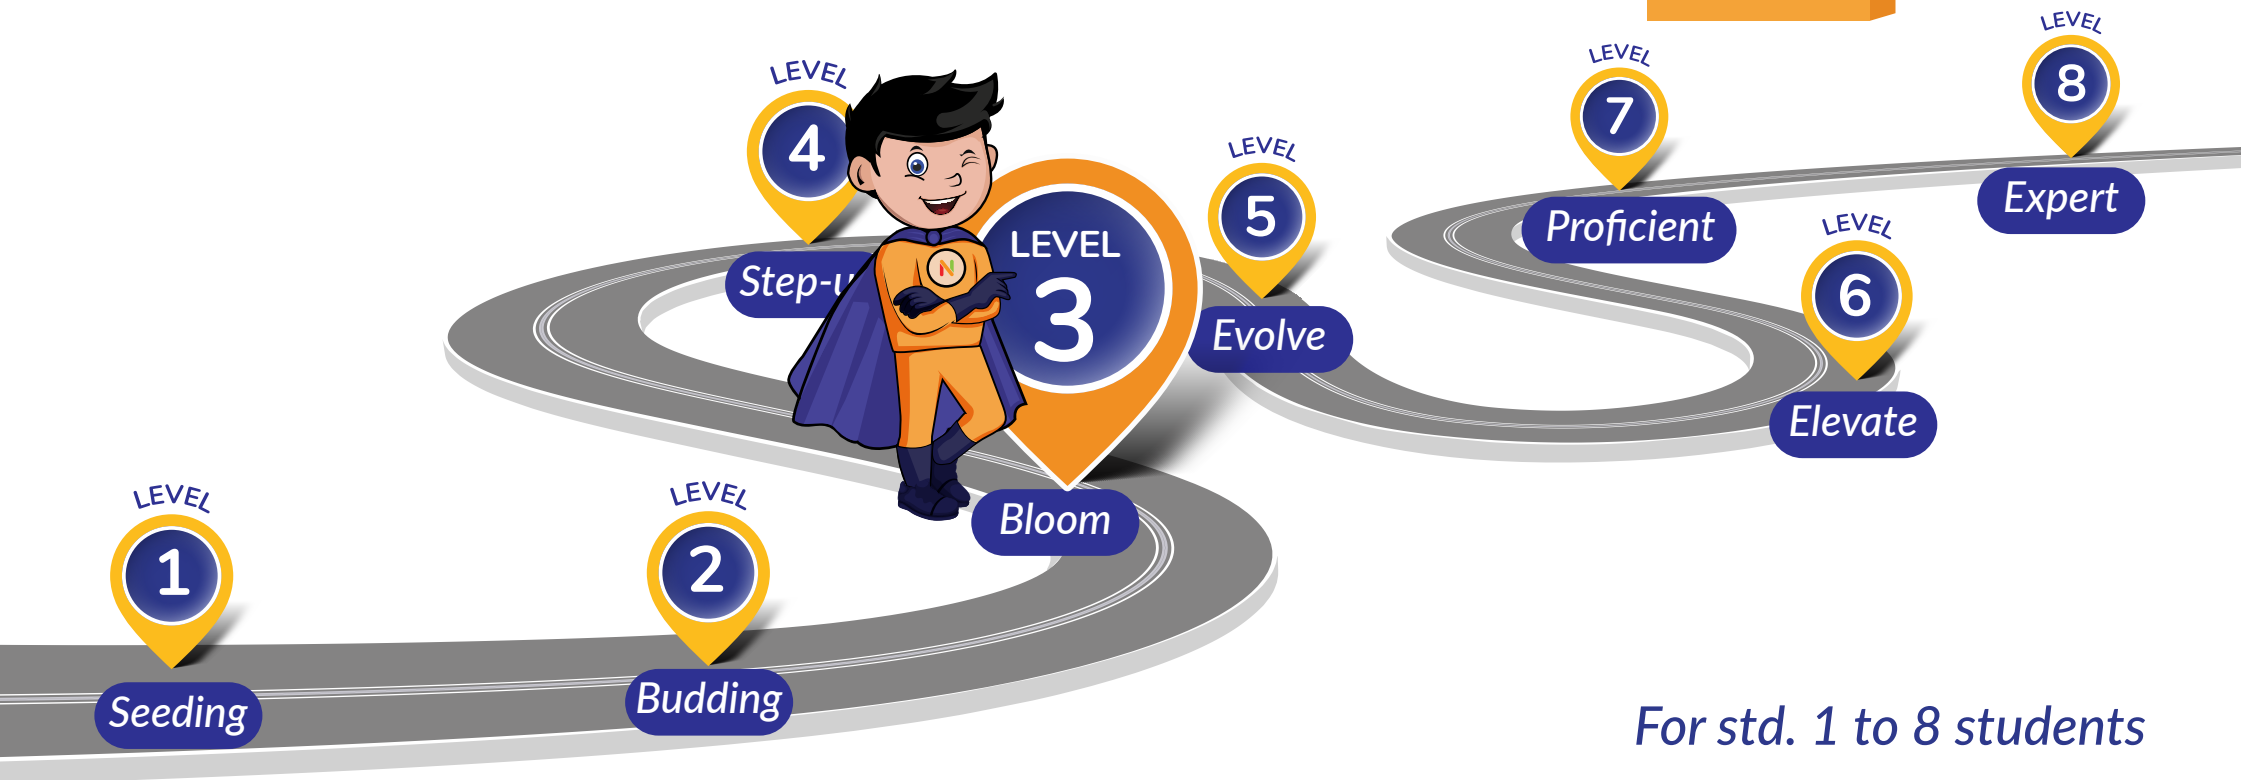 LEVEL
1
Seeding
LEVEL
2
Budding
LEVEL
3
Bloom
LEVEL
4
LEVEL
5
Evolve
LEVEL
6
Elevate
LEVEL
7
Proficient
LEVEL
8
Expert
N
For std. 1 to 8 students